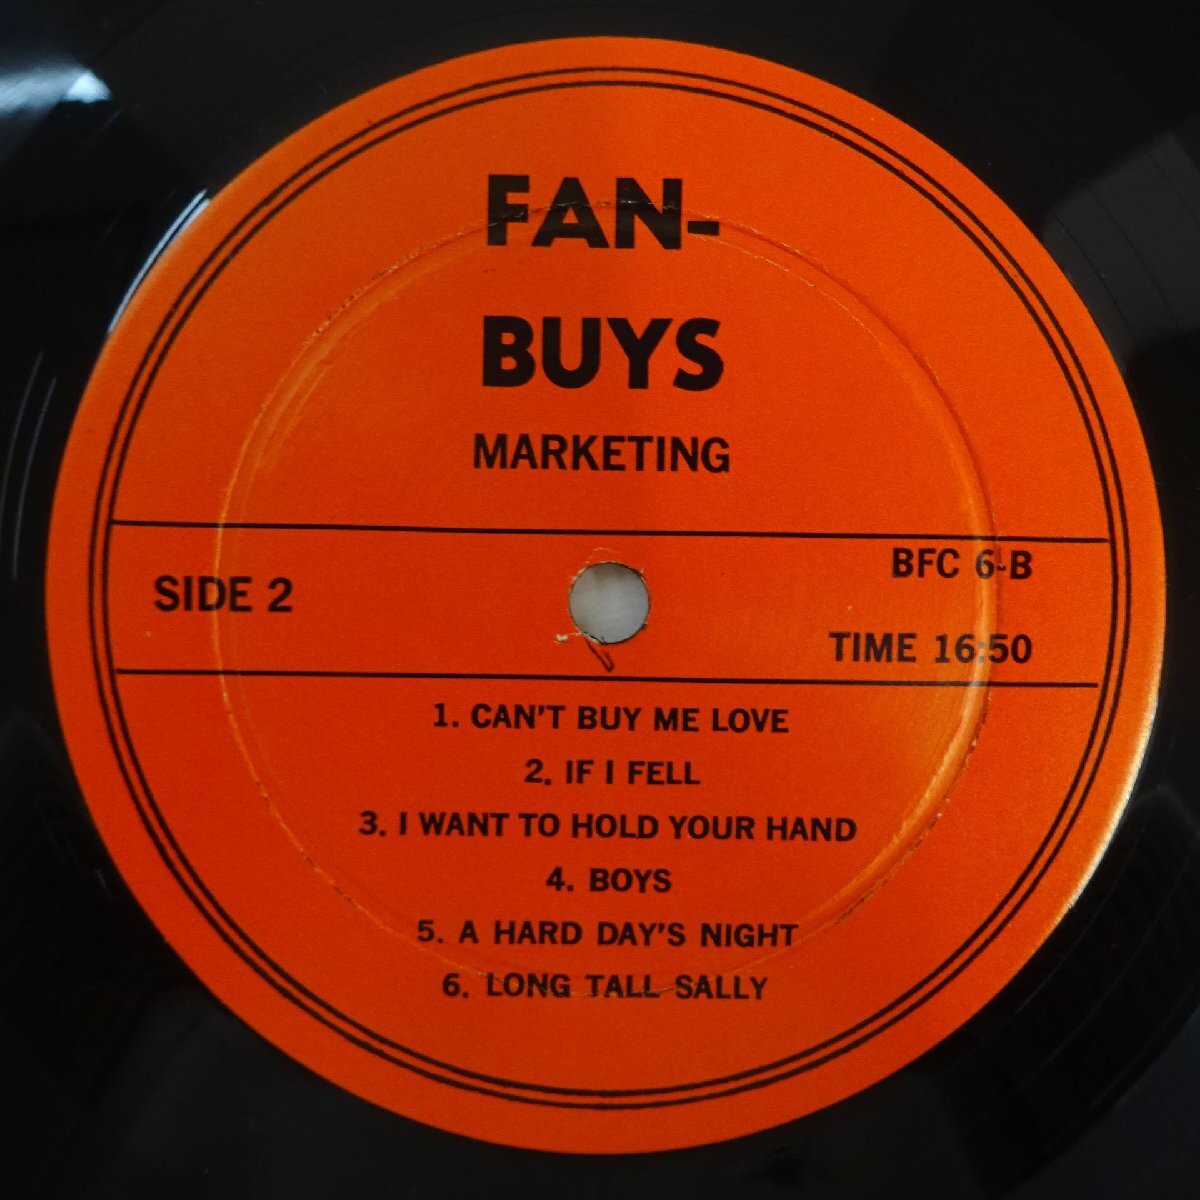 FAN-
BUYS
MARKETING
SIDE 2
BFC 6-B
TIME 16:50
1. CAN'T BUY ME LOVE
2. IF I FELL
3. I WANT TO HOLD YOUR HAND
4. BOYS
5. A HARD DAY'S NIGHT
6. LONG TALL SALLY